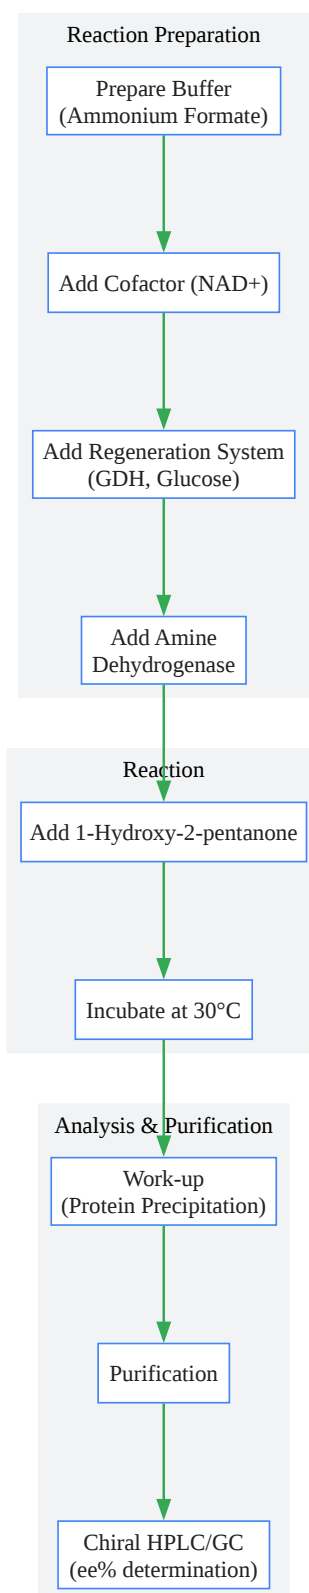 Reaction Preparation
Prepare Buffer
(Ammonium Formate)
Add Cofactor (NAD+)
Add Regeneration System
(GDH, Glucose)
Add Amine
Dehydrogenase
Reaction
Add 1-Hydroxy-2-pentanone
Incubate at 30°C
Analysis & Purification
Work-up
(Protein Precipitation)
Purification
Chiral HPLC/GC
(ee% determination)